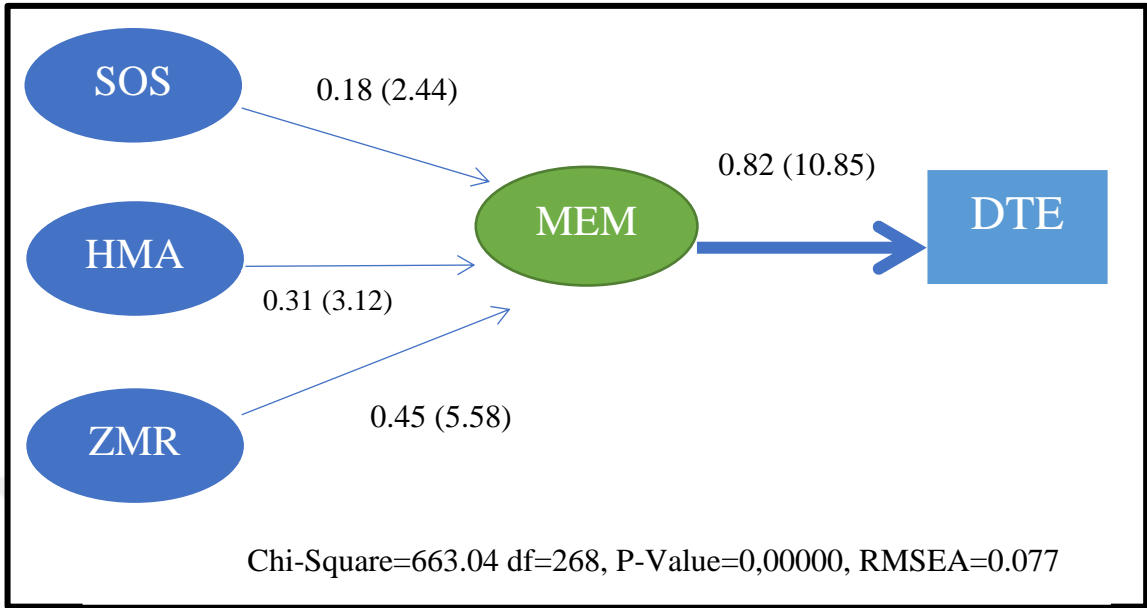 SOS
0.18 (2.44)
0.82 (10.85)
MEM
DTE
HMA
0.31 (3.12)
0.45 (5.58)
ZMR
Chi-Square=663.04 df=268, P-Value=0,00000, RMSEA=0.077